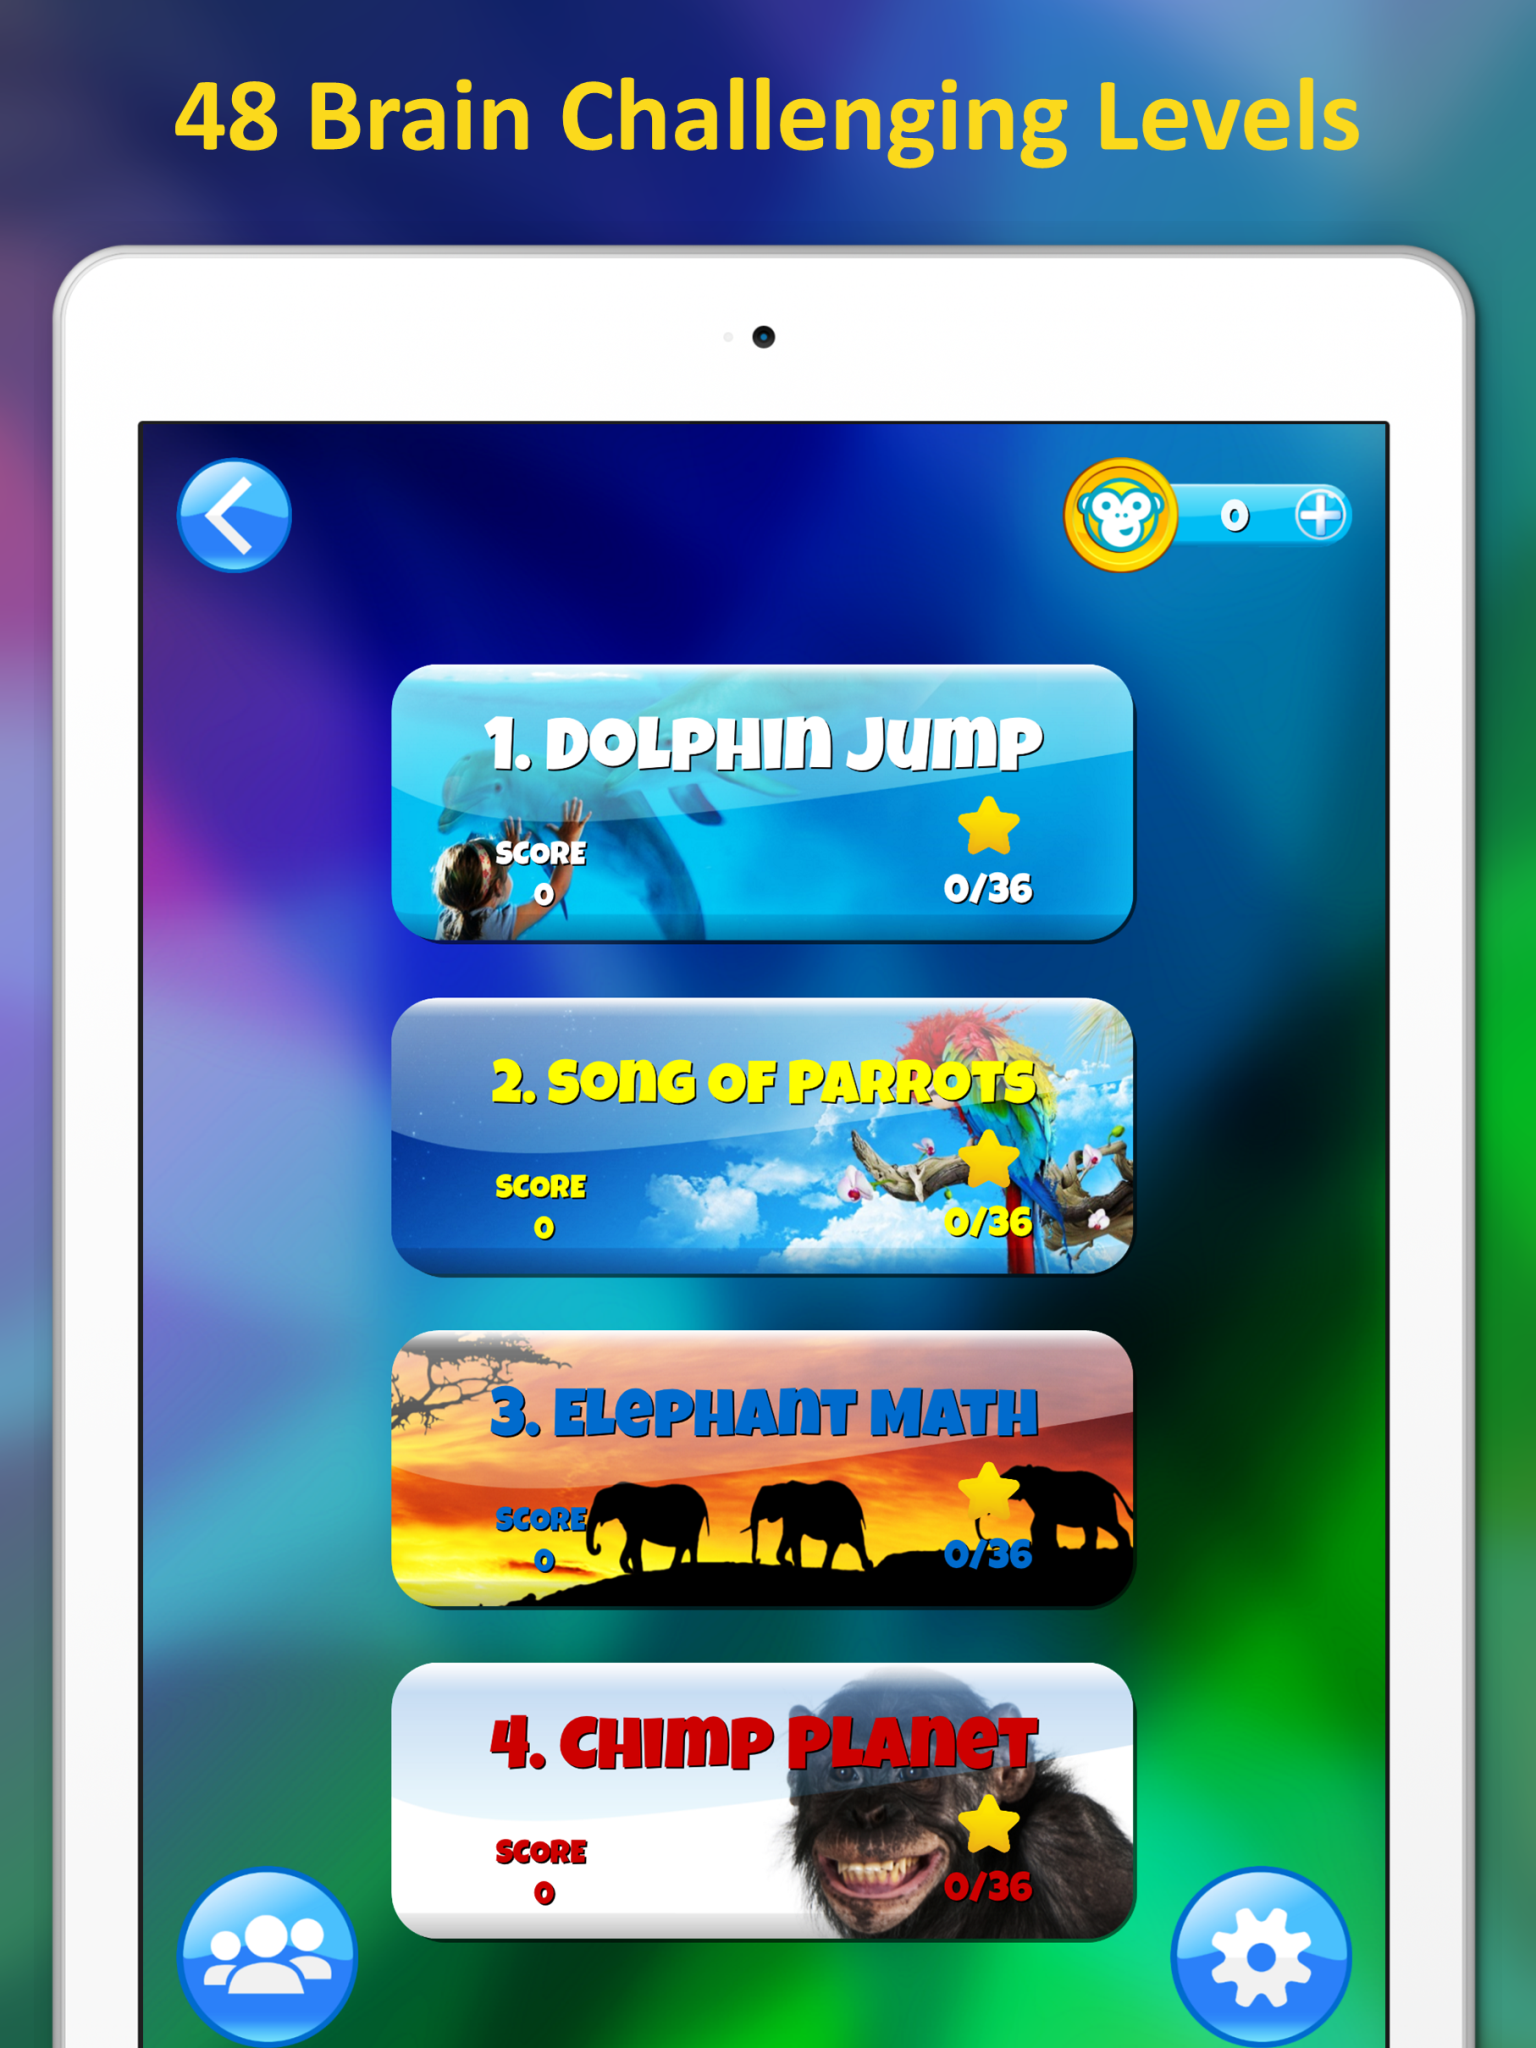 48 Brain Challenging Levels
0
1. Dolphin Jump
Score
0
0/36
2. Song of Parrots
Score
0
0/36
3. Elephant Math
Score
0
0/36
4. Chimp Planet
Score
0
0/36